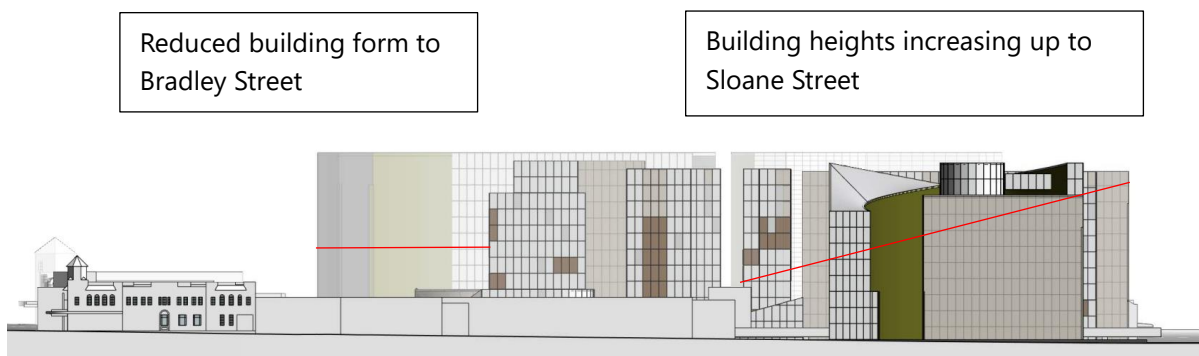 Reduced building form to
Bradley Street
Building heights increasing up to
Sloane Street